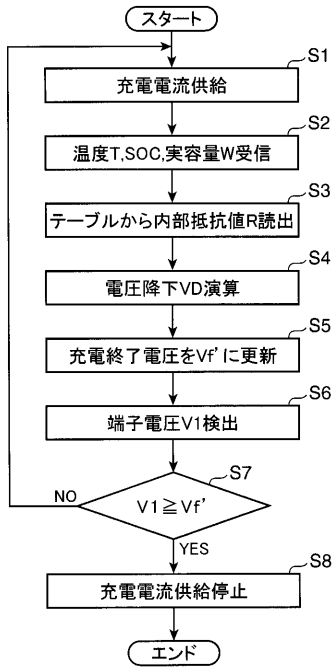 スタート
S1
充電電流供給
S2
温度T,SOC,実容量W受信
S3
テーブルから内部抵抗値R読出
S4
電圧降下VD演算
S5
充電終了電圧をVf'に更新
S6
端子電圧V1検出
S7
V1≧Vf'
NO
YES
S8
充電電流供給停止
エンド